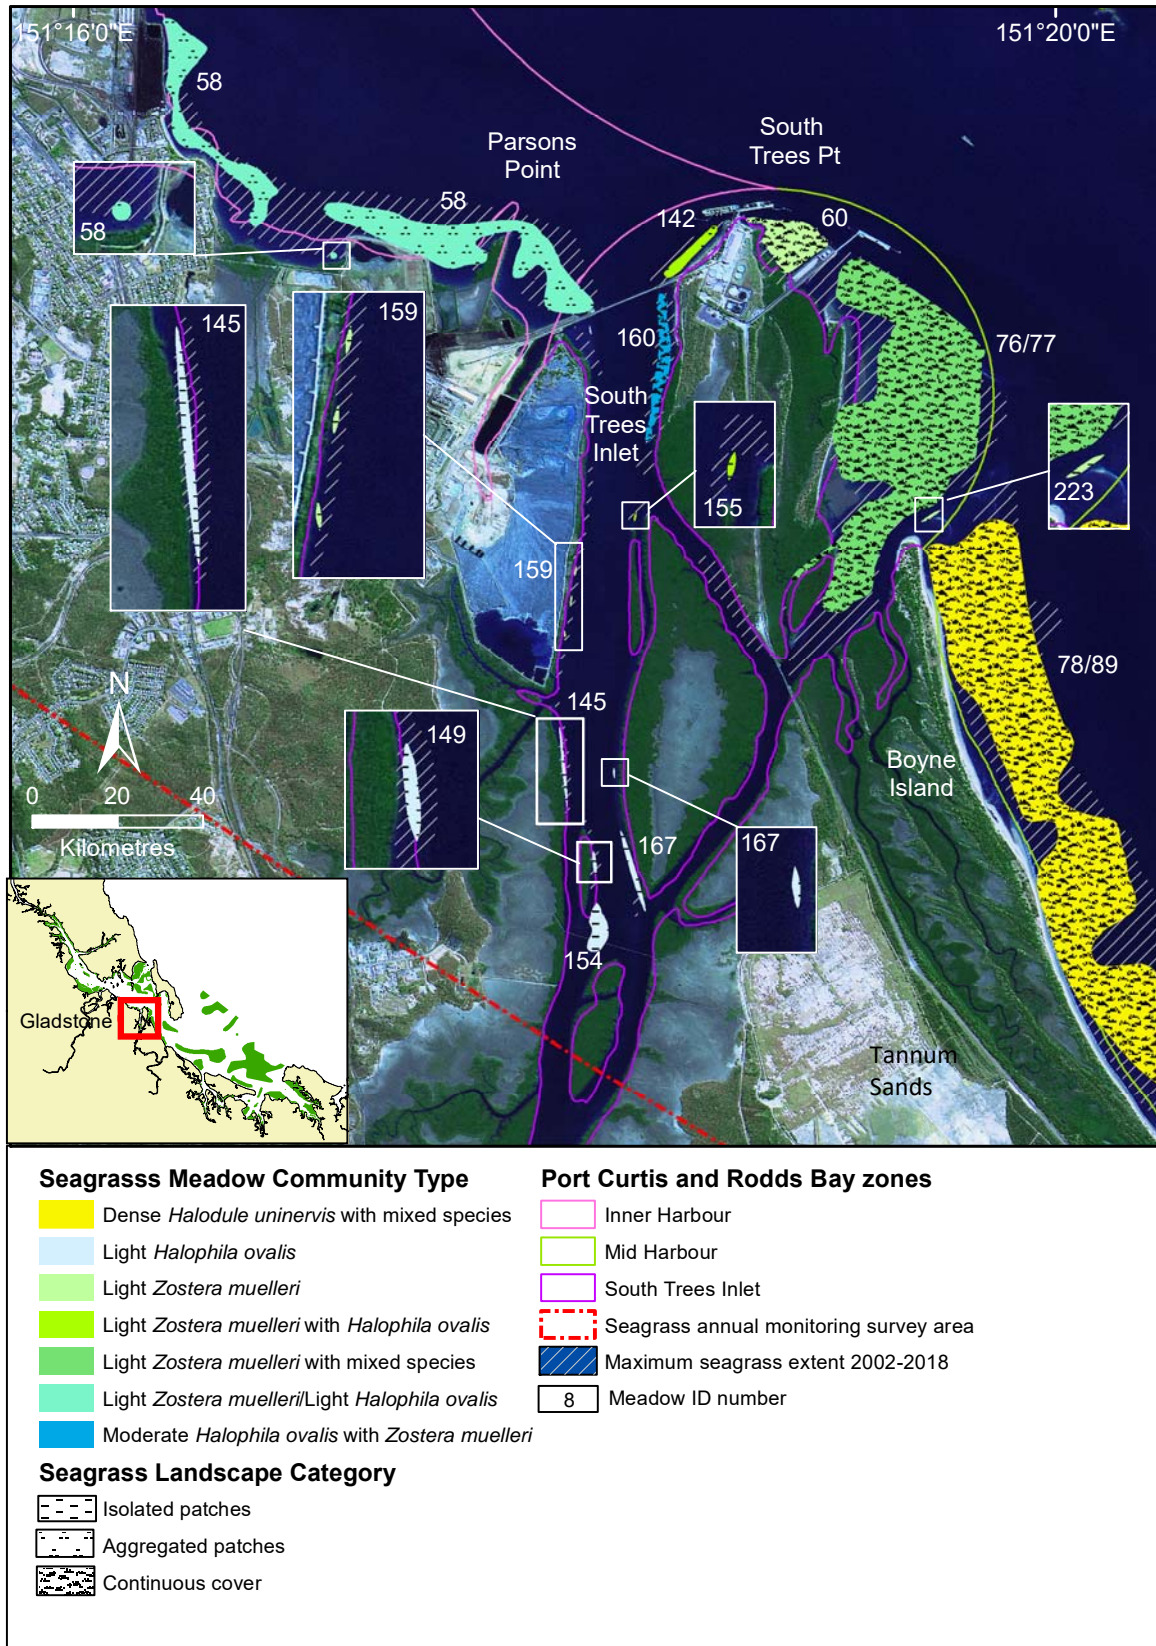 151°16'0"E
151°20'0"E
58
Parsons
Point
South
Trees Pt
58
142
60
58
145
159
160
76/77
South
Trees
Inlet
155
223
159
78/89
145
149
N
Boyne
Island
0 20 40
Kilometres
167
167
154
Gladstone
Tannum
Sands
Seagrasss Meadow Community Type
Dense Halodule uninervis with mixed species
Light Halophila ovalis
Light Zostera muelleri
Light Zostera muelleri with Halophila ovalis
Light Zostera muelleri with mixed species
Light Zostera muelleri/Light Halophila ovalis
Moderate Halophila ovalis with Zostera muelleri
Seagrass Landscape Category
Isolated patches
Aggregated patches
Continuous cover
Port Curtis and Rodds Bay zones
Inner Harbour
Mid Harbour
South Trees Inlet
Seagrass annual monitoring survey area
Maximum seagrass extent 2002-2018
8 Meadow ID number